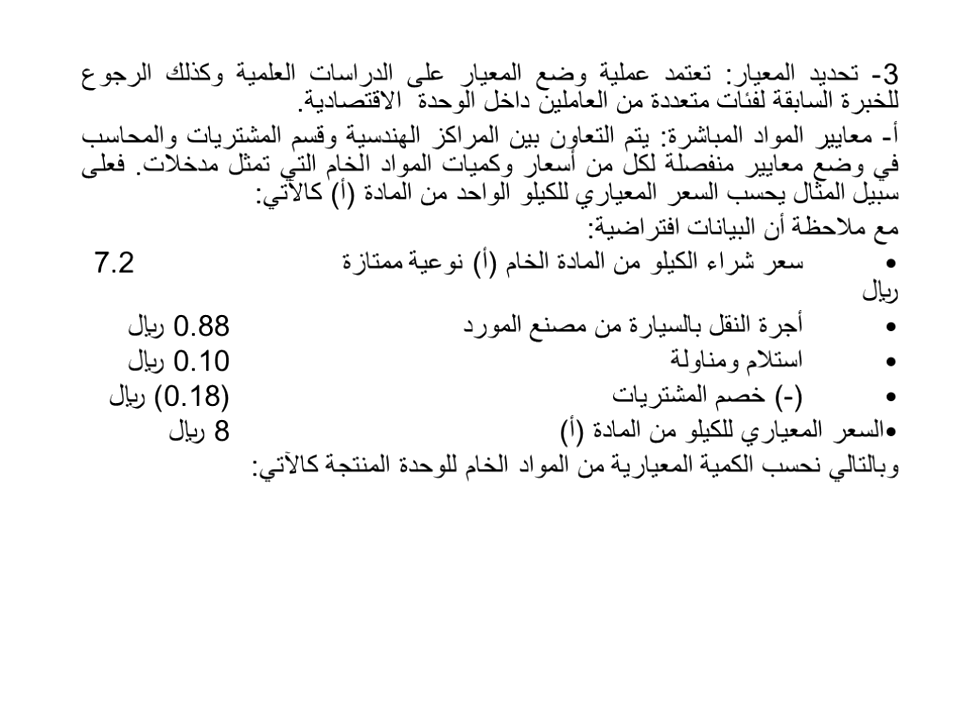 3- تحديد المعيار: تعتمد عملية وضع المعيار على الدراسات العلمية وكذلك الرجوع
للخبرة السابقة لفئات متعددة من العاملين داخل الوحدة الاقتصادية.
أ- معايير المواد المباشرة: يتم التعاون بين المراكز الهندسية وقسم المشتريات والمحاسب
في وضع معايير منفصلة لكل من أسعار وكميات المواد الخام التي تمثل مدخلات. فعلى
سبيل المثال يحسب السعر المعياري للكيلو الواحد من المادة (أ) كالآتي:
مع ملاحظة أن البيانات افتراضية:
• سعر شراء الكيلو من المادة الخام (أ) نوعية ممتازة 7.2
ريال
• أجرة النقل بالسيارة من مصنع المورد 0.88 ريال
• استلام ومناولة 0.10 ريال
• (-) خصم المشتريات (0.18) ريال
•السعر المعياري للكيلو من المادة (أ) 8 ريال
وبالتالي نحسب الكمية المعيارية من المواد الخام للوحدة المنتجة كالآتي: